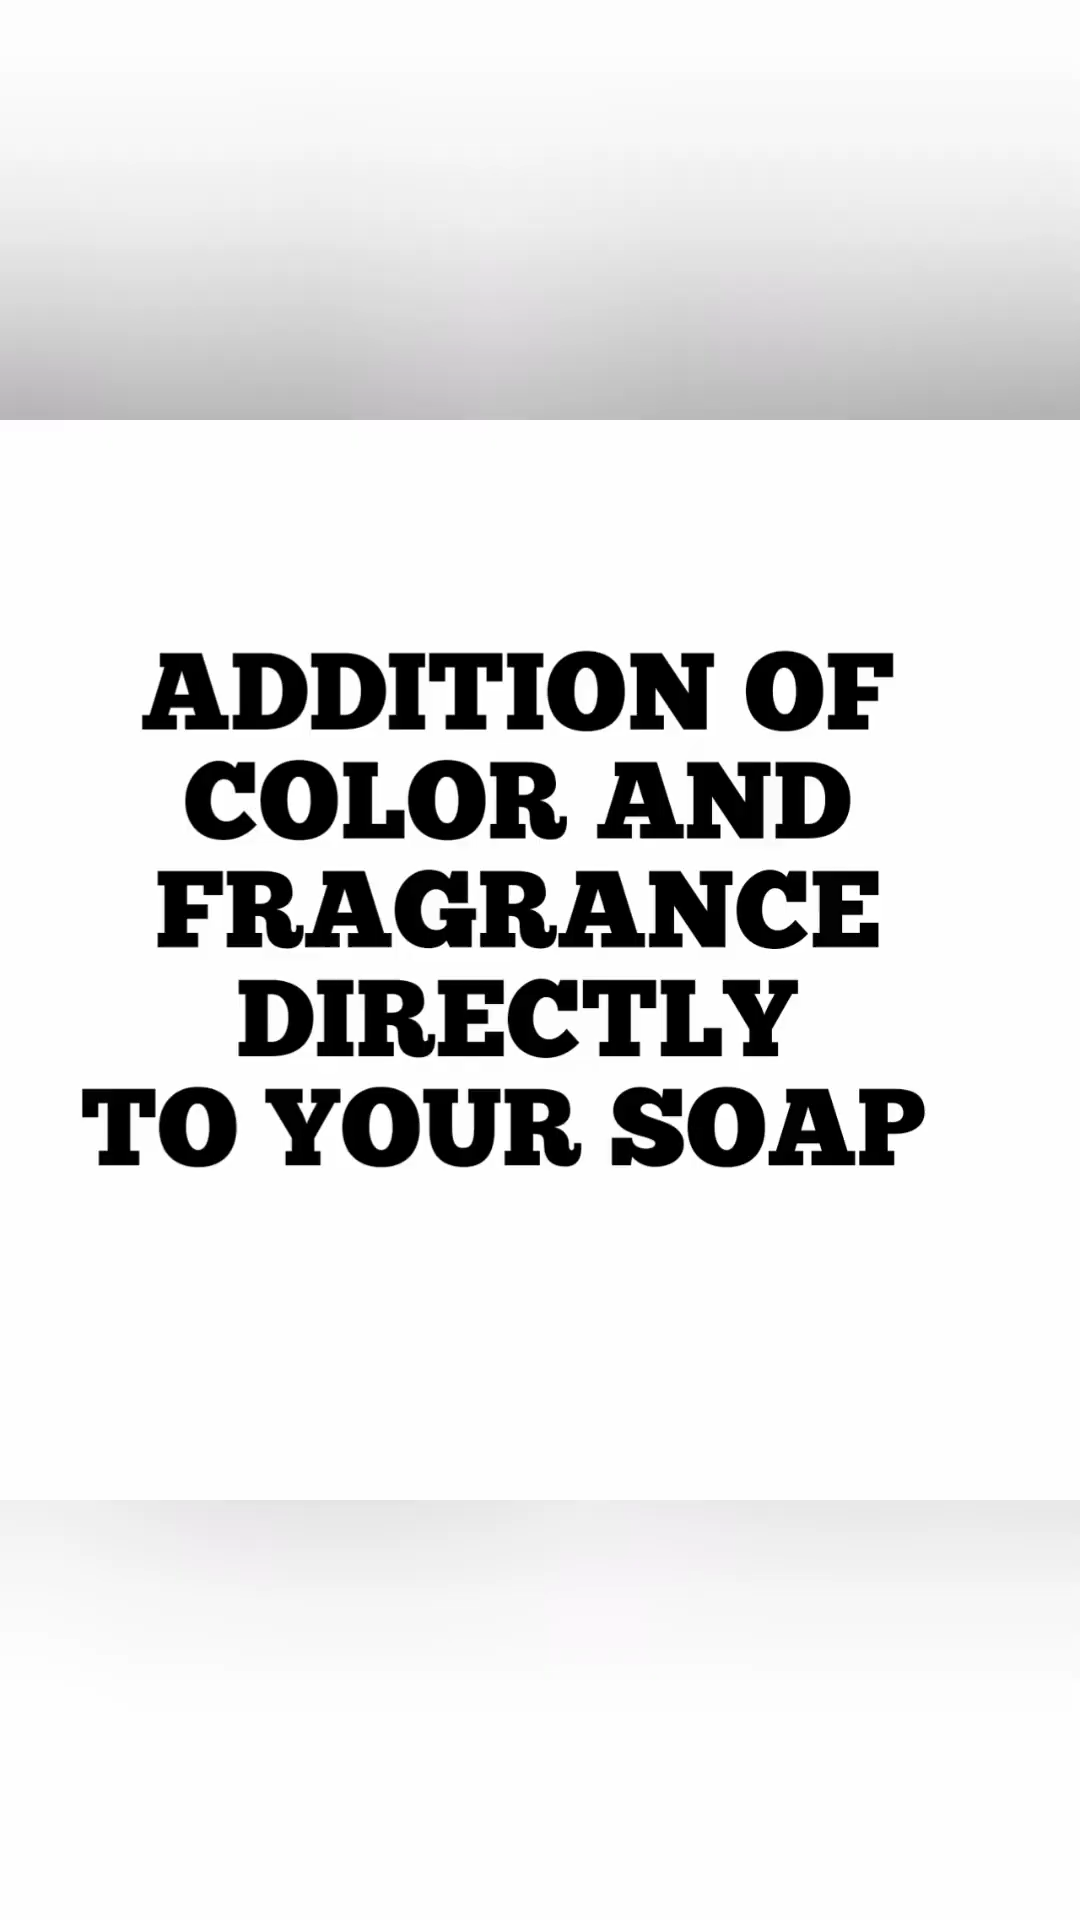 ADDITION OF
COLOR AND
FRAGRANCE
DIRECTLY
TO YOUR SOAP